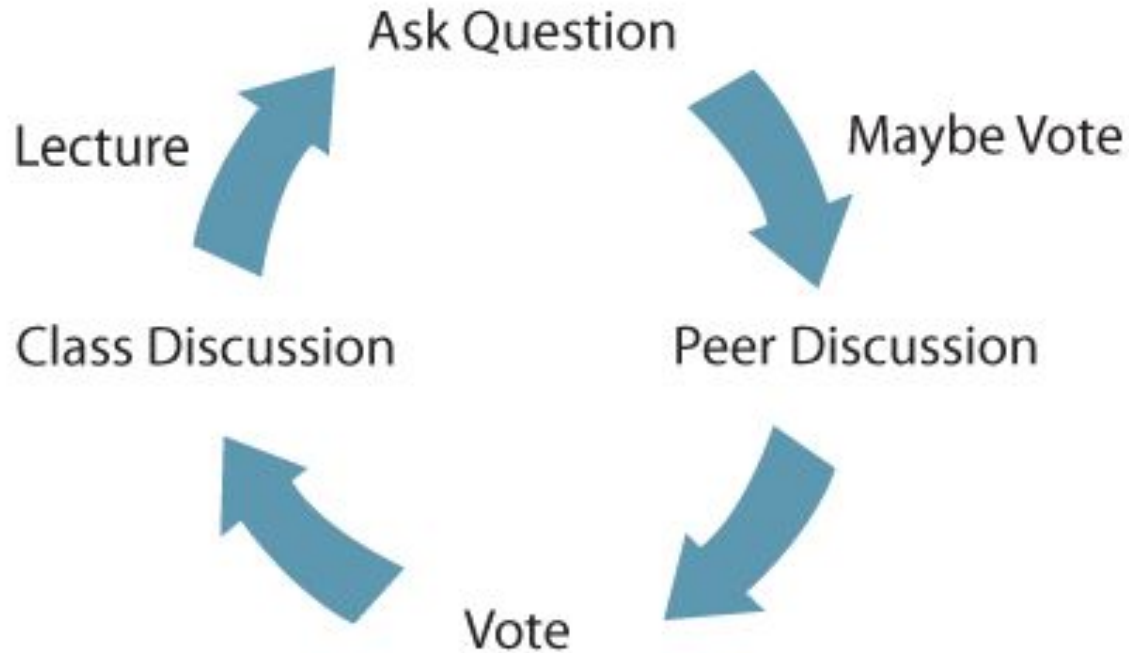 Ask Question
Maybe Vote
Lecture
Class Discussion
Peer Discussion
Vote